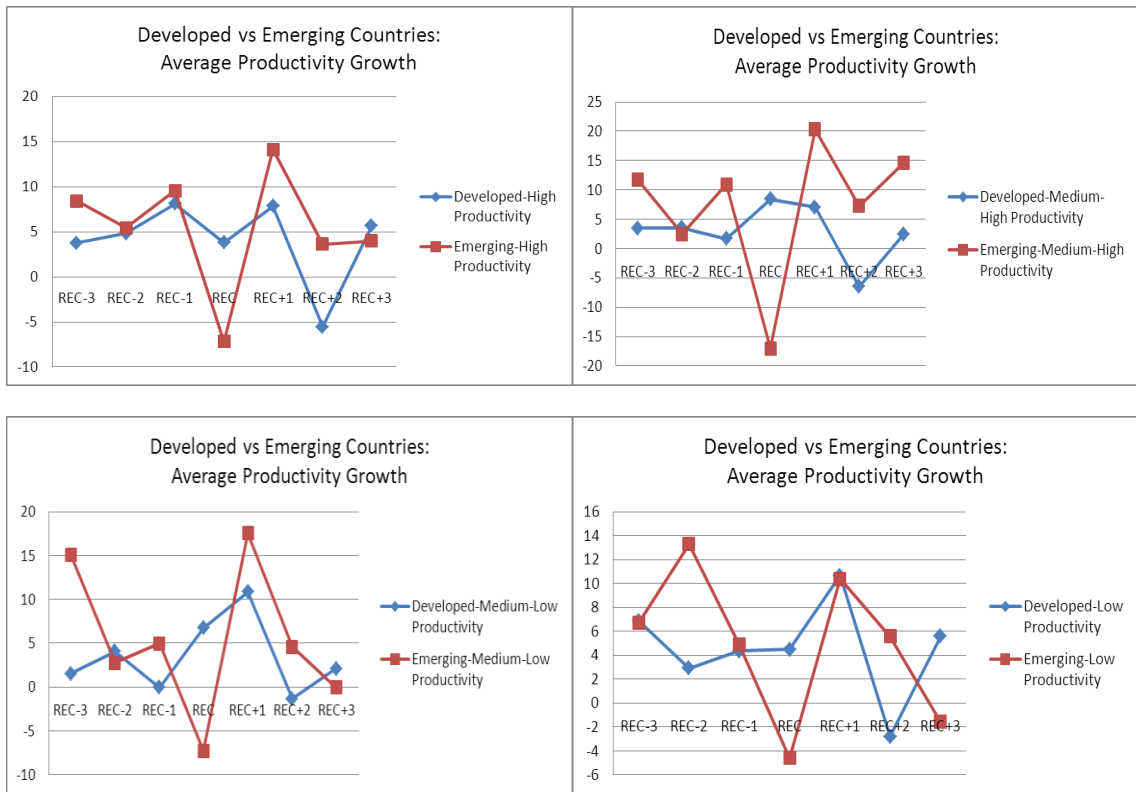 Developed vs Emerging Countries:
Average Productivity Growth
20
15
10
5
0
-5
-10
REC-3 REC-2 REC-1 REC REC+1 REC+2 REC+3
Developed-High
Productivity
Emerging-High
Productivity
Developed vs Emerging Countries:
Average Productivity Growth
25
20
15
10
5
0
-5
-10
-15
-20
REC-3 REC-2 REC-1 REC REC+1 REC+2 REC+3
Developed-Medium-
High Productivity
Emerging-Medium-High
Productivity
Developed vs Emerging Countries:
Average Productivity Growth
20
15
10
5
0
-5
-10
REC-3 REC-2 REC-1 REC REC+1 REC+2 REC+3
Developed-Medium-Low
Productivity
Emerging-Medium-Low
Productivity
Developed vs Emerging Countries:
Average Productivity Growth
16
14
12
10
8
6
4
2
0
-2
-4
-6
REC-3 REC-2 REC-1 REC REC+1 REC+2 REC+3
Developed-Low
Productivity
Emerging-Low
Productivity